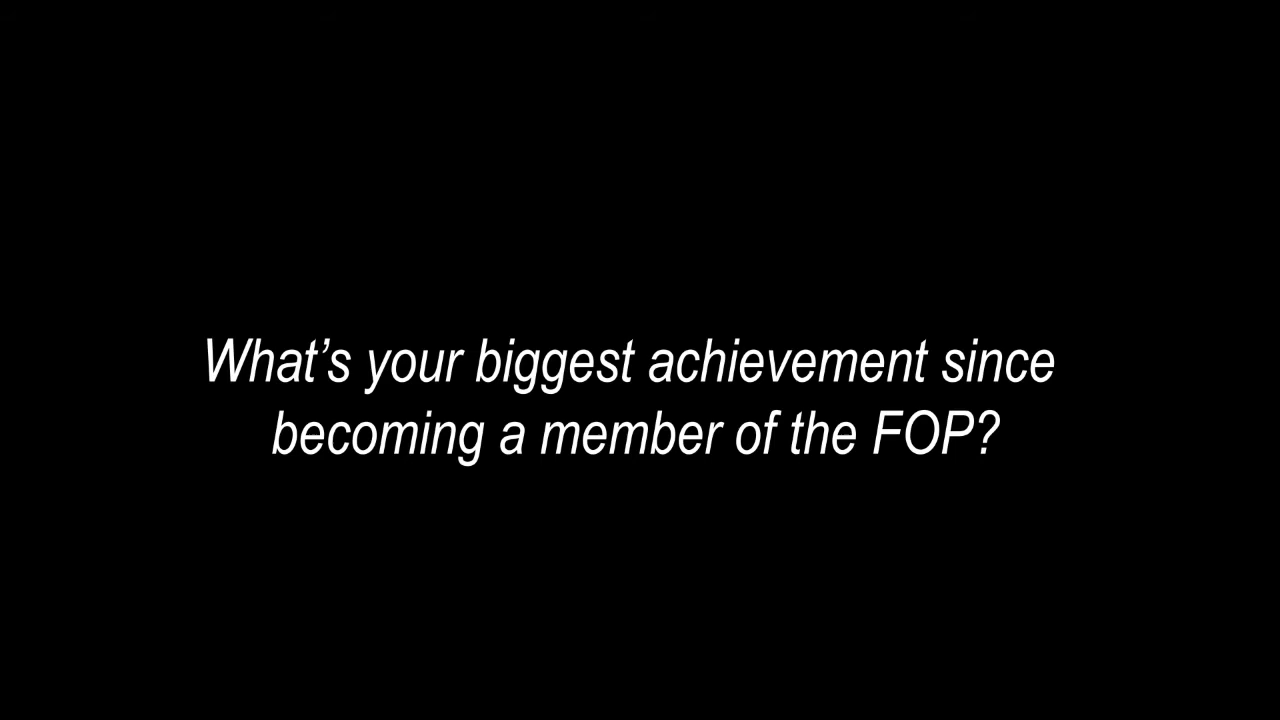 What’s your biggest achievement since
becoming a member of the FOP?